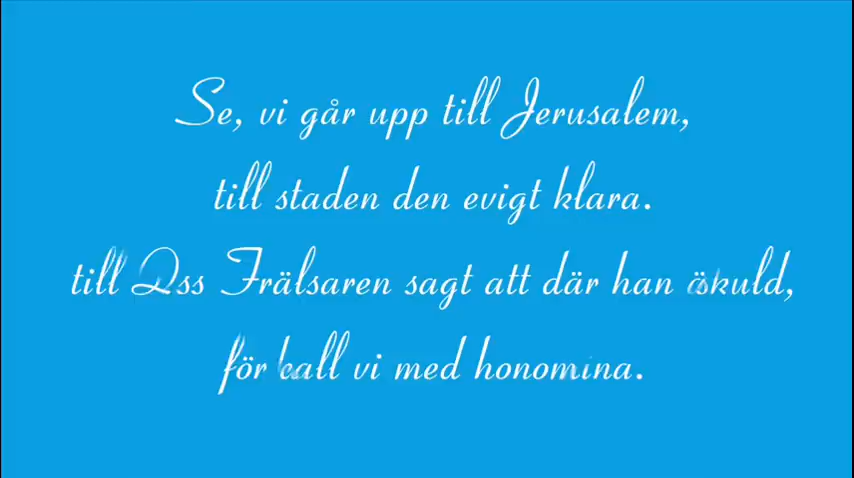 Se, vi går upp till Jerusalem,
till staden den evigt klara.
till Oss Frälsaren sagt att där han
för vi med